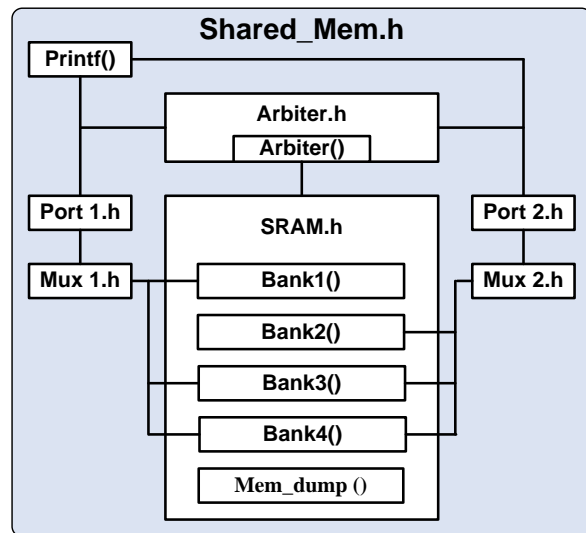 Shared_Mem.h
Printf()
Arbiter.h
Arbiter()
Port 1.h
Port 2.h
SRAM.h
Mux 1.h
Mux 2.h
Bank1()
Bank2()
Bank3()
Bank4()
Mem_dump ()